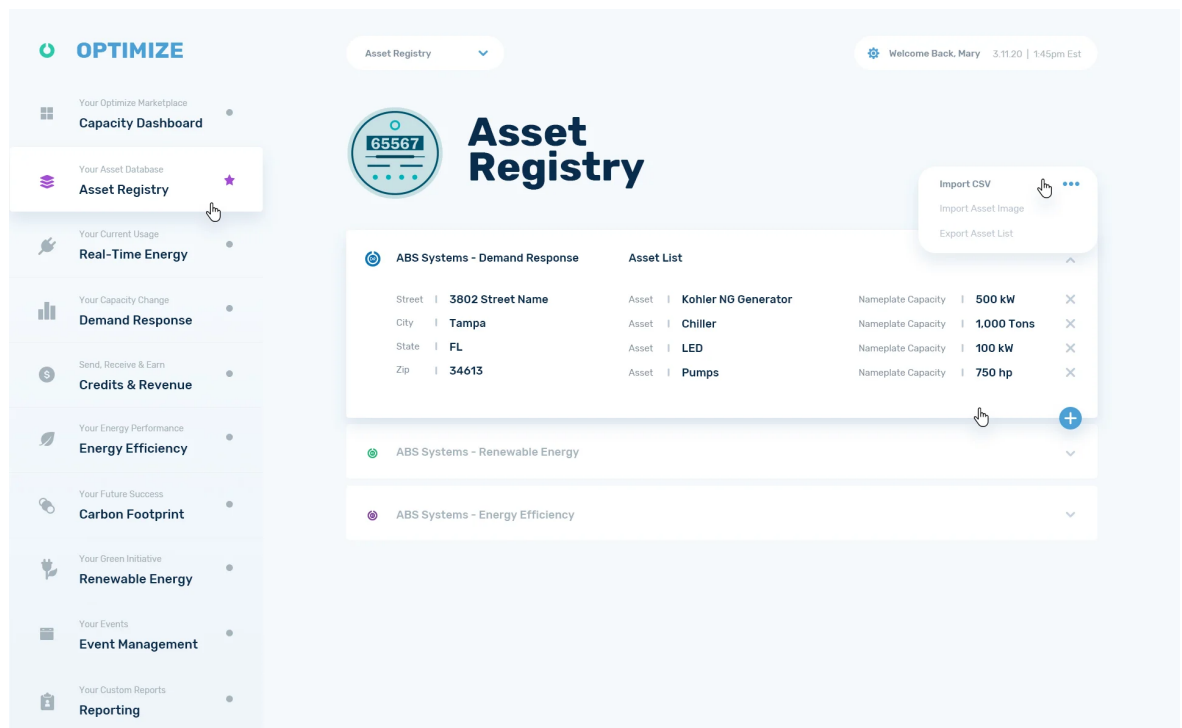 OPTIMIZE
Asset Registry
Welcome Back, Mary 3.11.20 | 1:45pm Est
Your Optimize Marketplace
Capacity Dashboard
Your Asset Database
Asset Registry
Your Current Usage
Real-Time Energy
Your Capacity Change
Demand Response
Send, Receive & Earn
Credits & Revenue
Your Energy Performance
Energy Efficiency
Your Future Success
Carbon Footprint
Your Green Initiative
Renewable Energy
Your Events
Event Management
Your Custom Reports
Reporting
65567
Asset
Registry
Import CSV
Import Asset Image
Export Asset List
ABS Systems - Demand Response Asset List
Street | 3802 Street Name Asset | Kohler NG Generator Nameplate Capacity | 500 kW
City | Tampa Asset | Chiller Nameplate Capacity | 1,000 Tons
State | FL Asset | LED Nameplate Capacity | 100 kW
Zip | 34613 Asset | Pumps Nameplate Capacity | 750 hp
ABS Systems - Renewable Energy
ABS Systems - Energy Efficiency